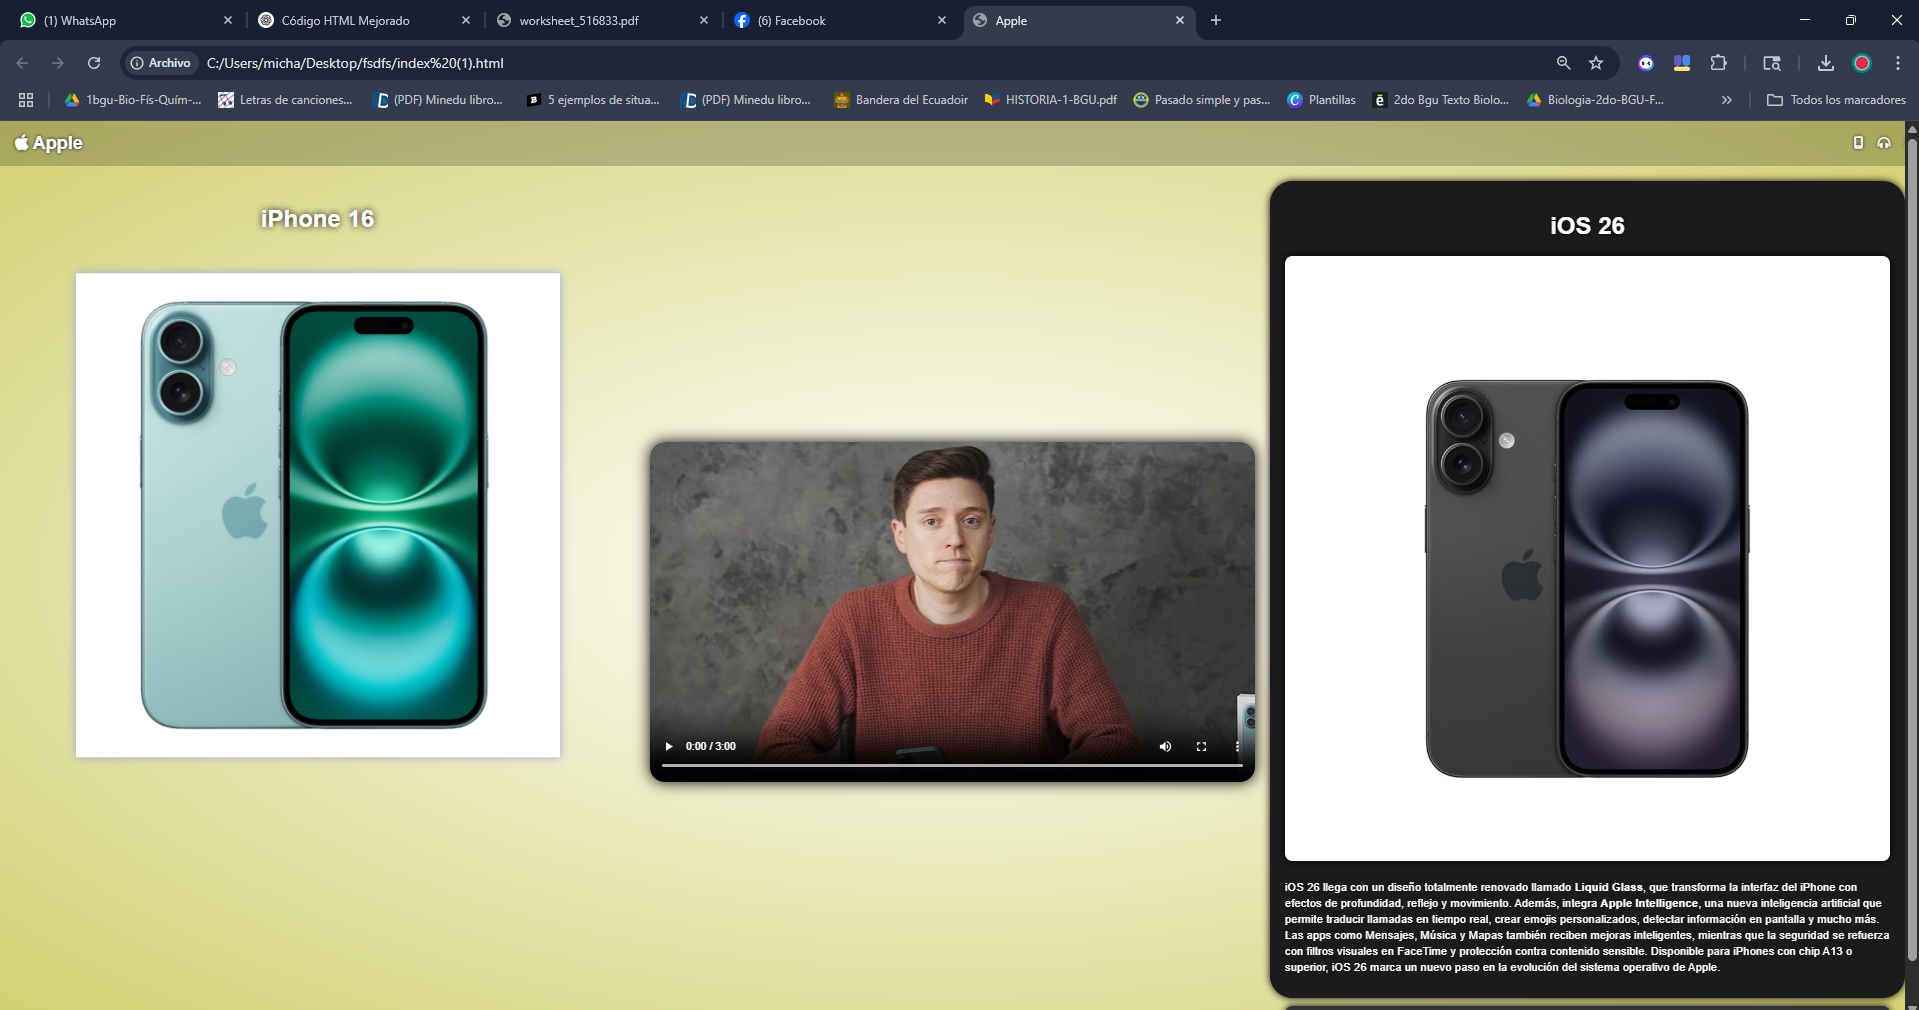 (1) WhatsApp
Código HTML Mejorado
worksheet_516833.pdf
(6) Facebook
Apple
Archivo
C:/Users/micha/Desktop/fsdfs/index%20(1).html
1bgu-Bio-Fís-Quím-...
Letras de canciones...
(PDF) Minedu libro...
5 ejemplos de situa...
(PDF) Minedu libro...
Bandera del Ecuadoir
HISTORIA-1-BGU.pdf
Pasado simple y pas...
Plantillas
2do Bgu Texto Biolo...
Biologia-2do-BGU-F...
Todos los marcadores
Apple
iPhone 16
0:00 / 3:00
iOS 26
iOS 26 llega con un diseño totalmente renovado llamado Liquid Glass, que transforma la interfaz del iPhone con
efectos de profundidad, reflejo y movimiento. Además, integra Apple Intelligence, una nueva inteligencia artificial que
permite traducir llamadas en tiempo real, crear emojis personalizados, detectar información en pantalla y mucho más.
Las apps como Mensajes, Música y Mapas también reciben mejoras inteligentes, mientras que la seguridad se refuerza
con filtros visuales en FaceTime y protección contra contenido sensible. Disponible para iPhones con chip A13 o
superior, iOS 26 marca un nuevo paso en la evolución del sistema operativo de Apple.